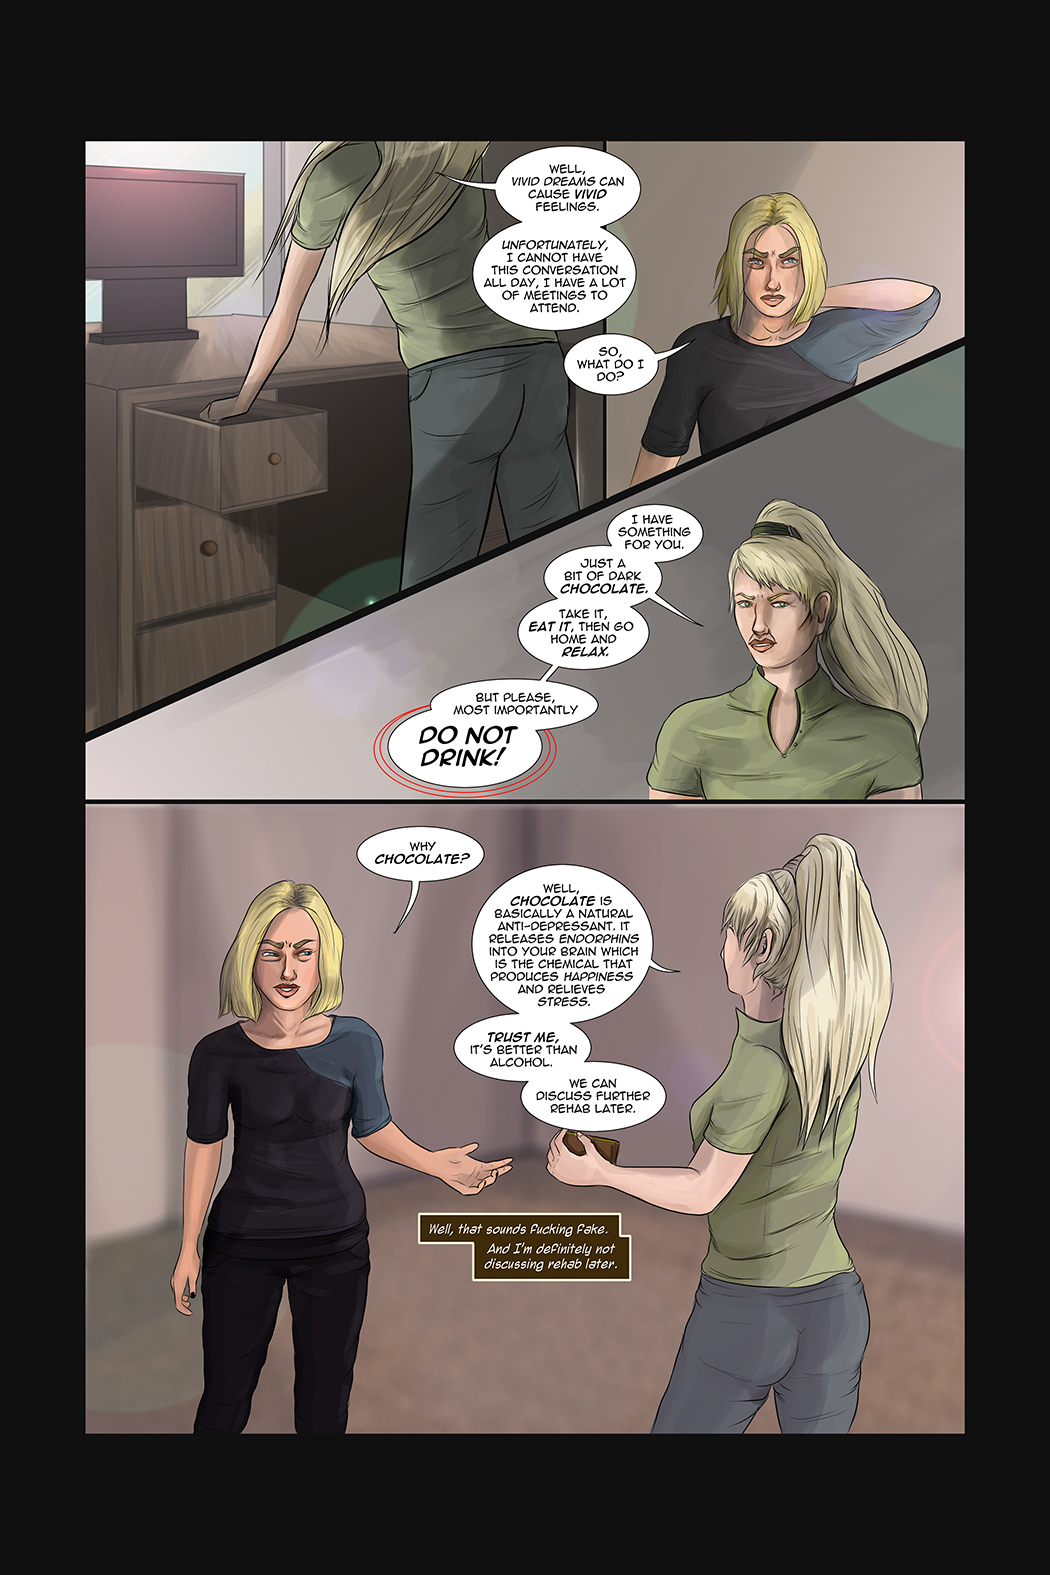 WELL,
VIVID DREAMS CAN
CAUSE VIVID
FEELINGS.
UNFORTUNATELY,
I CANNOT HAVE
THIS CONVERSATION
ALL DAY, I HAVE A LOT
OF MEETINGS TO
ATTEND.
SO,
WHAT DO I
DO?
I HAVE
SOMETHING
FOR YOU.
JUST A
BIT OF DARK
CHOCOLATE.
TAKE IT,
EAT IT, THEN GO
HOME AND
RELAX.
BUT PLEASE,
MOST IMPORTANTLY
DO NOT
DRINK!
WHY
CHOCOLATE?
WELL,
CHOCOLATE IS
BASICALLY A NATURAL
ANTI-DEPRESSANT. IT
RELEASES ENDORPHINS
INTO YOUR BRAIN WHICH
IS THE CHEMICAL THAT
PRODUCES HAPPINESS
AND RELIEVES
STRESS.
TRUST ME,
IT'S BETTER THAN
ALCOHOL.
WE CAN
DISCUSS FURTHER
REHAB LATER.
Well, that sounds fucking fake.
And I'm definitely not
discussing rehab later.